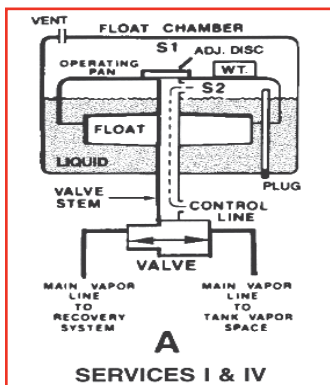 VENT
FLOAT CHAMBER
S1
ADJ. DISC
OPERATING
PAN
WT.
S2
FLOAT
LIQUID
PLUG
VALVE
STEM
CONTROL
LINE
VALVE
MAIN VAPOR
LINE
TO
RECOVERY
SYSTEM
MAIN VAPOR
LINE
TO
TANK VAPOR
SPACE
A
SERVICES I & IV